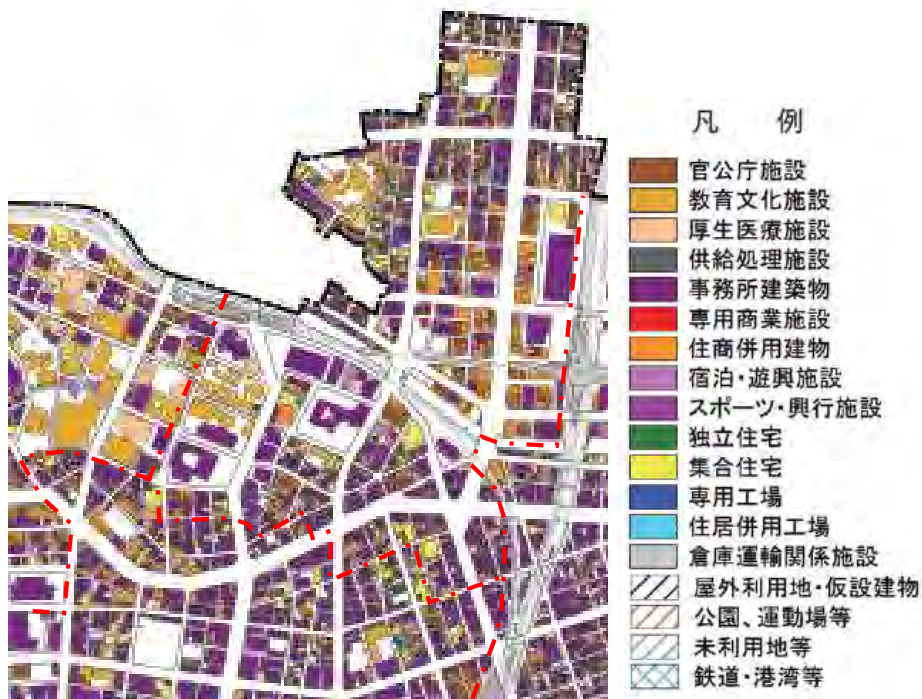 凡　例
官公庁施設
教育文化施設
厚生医療施設
供給処理施設
事務所建築物
専用商業施設
住商併用建物
宿泊・遊興施設
スポーツ・興行施設
独立住宅
集合住宅
専用工場
住居併用工場
倉庫運輸関係施設
屋外利用地・仮設建物
公園、運動場等
未利用地等
鉄道・港湾等